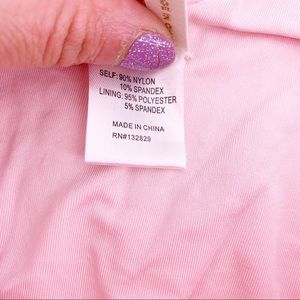 SELF: 90% NYLON
10% SPANDEX
LINING: 95% POLYESTER
5% SPANDEX
MADE IN CHINA
RN#132829